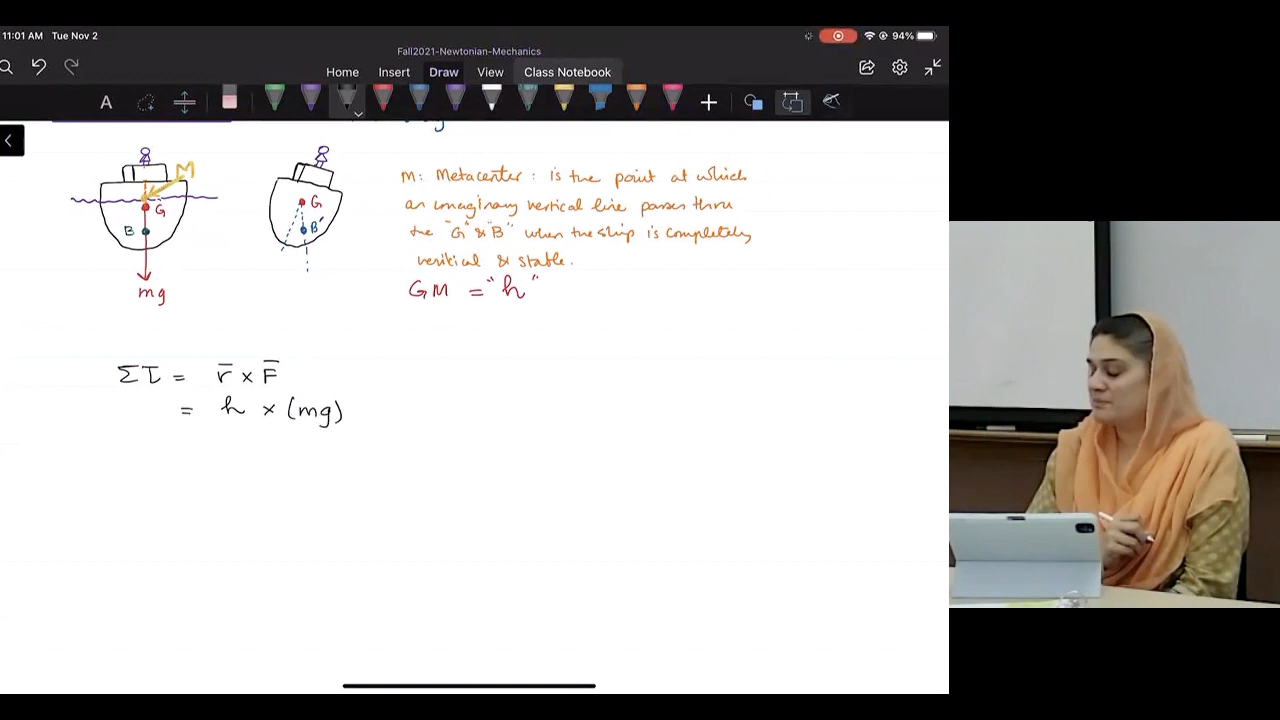 11:01 AM Tue Nov 2
94%
Fall2021-Newtonian-Mechanics
Home Insert Draw View Class Notebook
A
M
G
B
mg
G
B'
M: Metacenter: is the point at which
an imaginary vertical line passes thru
the "G" & "B" when the ship is completely
veritical & stable.
GM = "h"
Στ = r̄ × F̄
= h × (mg)